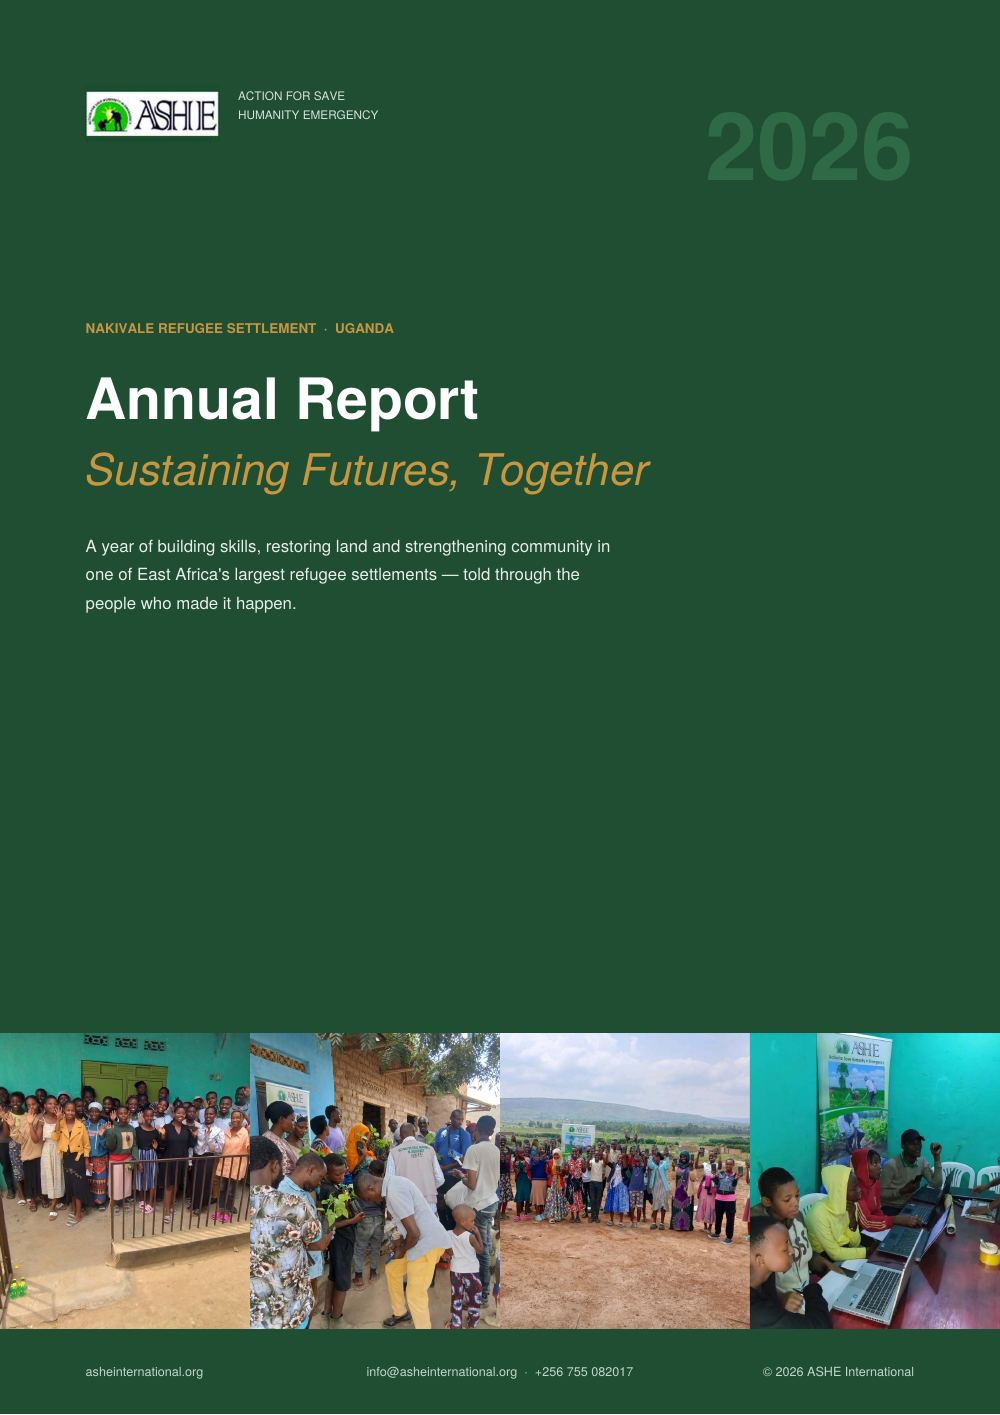 ASHE
ACTION FOR SAVE
HUMANITY EMERGENCY
2026
NAKIVALE REFUGEE SETTLEMENT · UGANDA
Annual Report
Sustaining Futures, Together
A year of building skills, restoring land and strengthening community in
one of East Africa's largest refugee settlements — told through the
people who made it happen.
ASHE
ASHE
asheinternational.org
info@asheinternational.org · +256 755 082017
© 2026 ASHE International